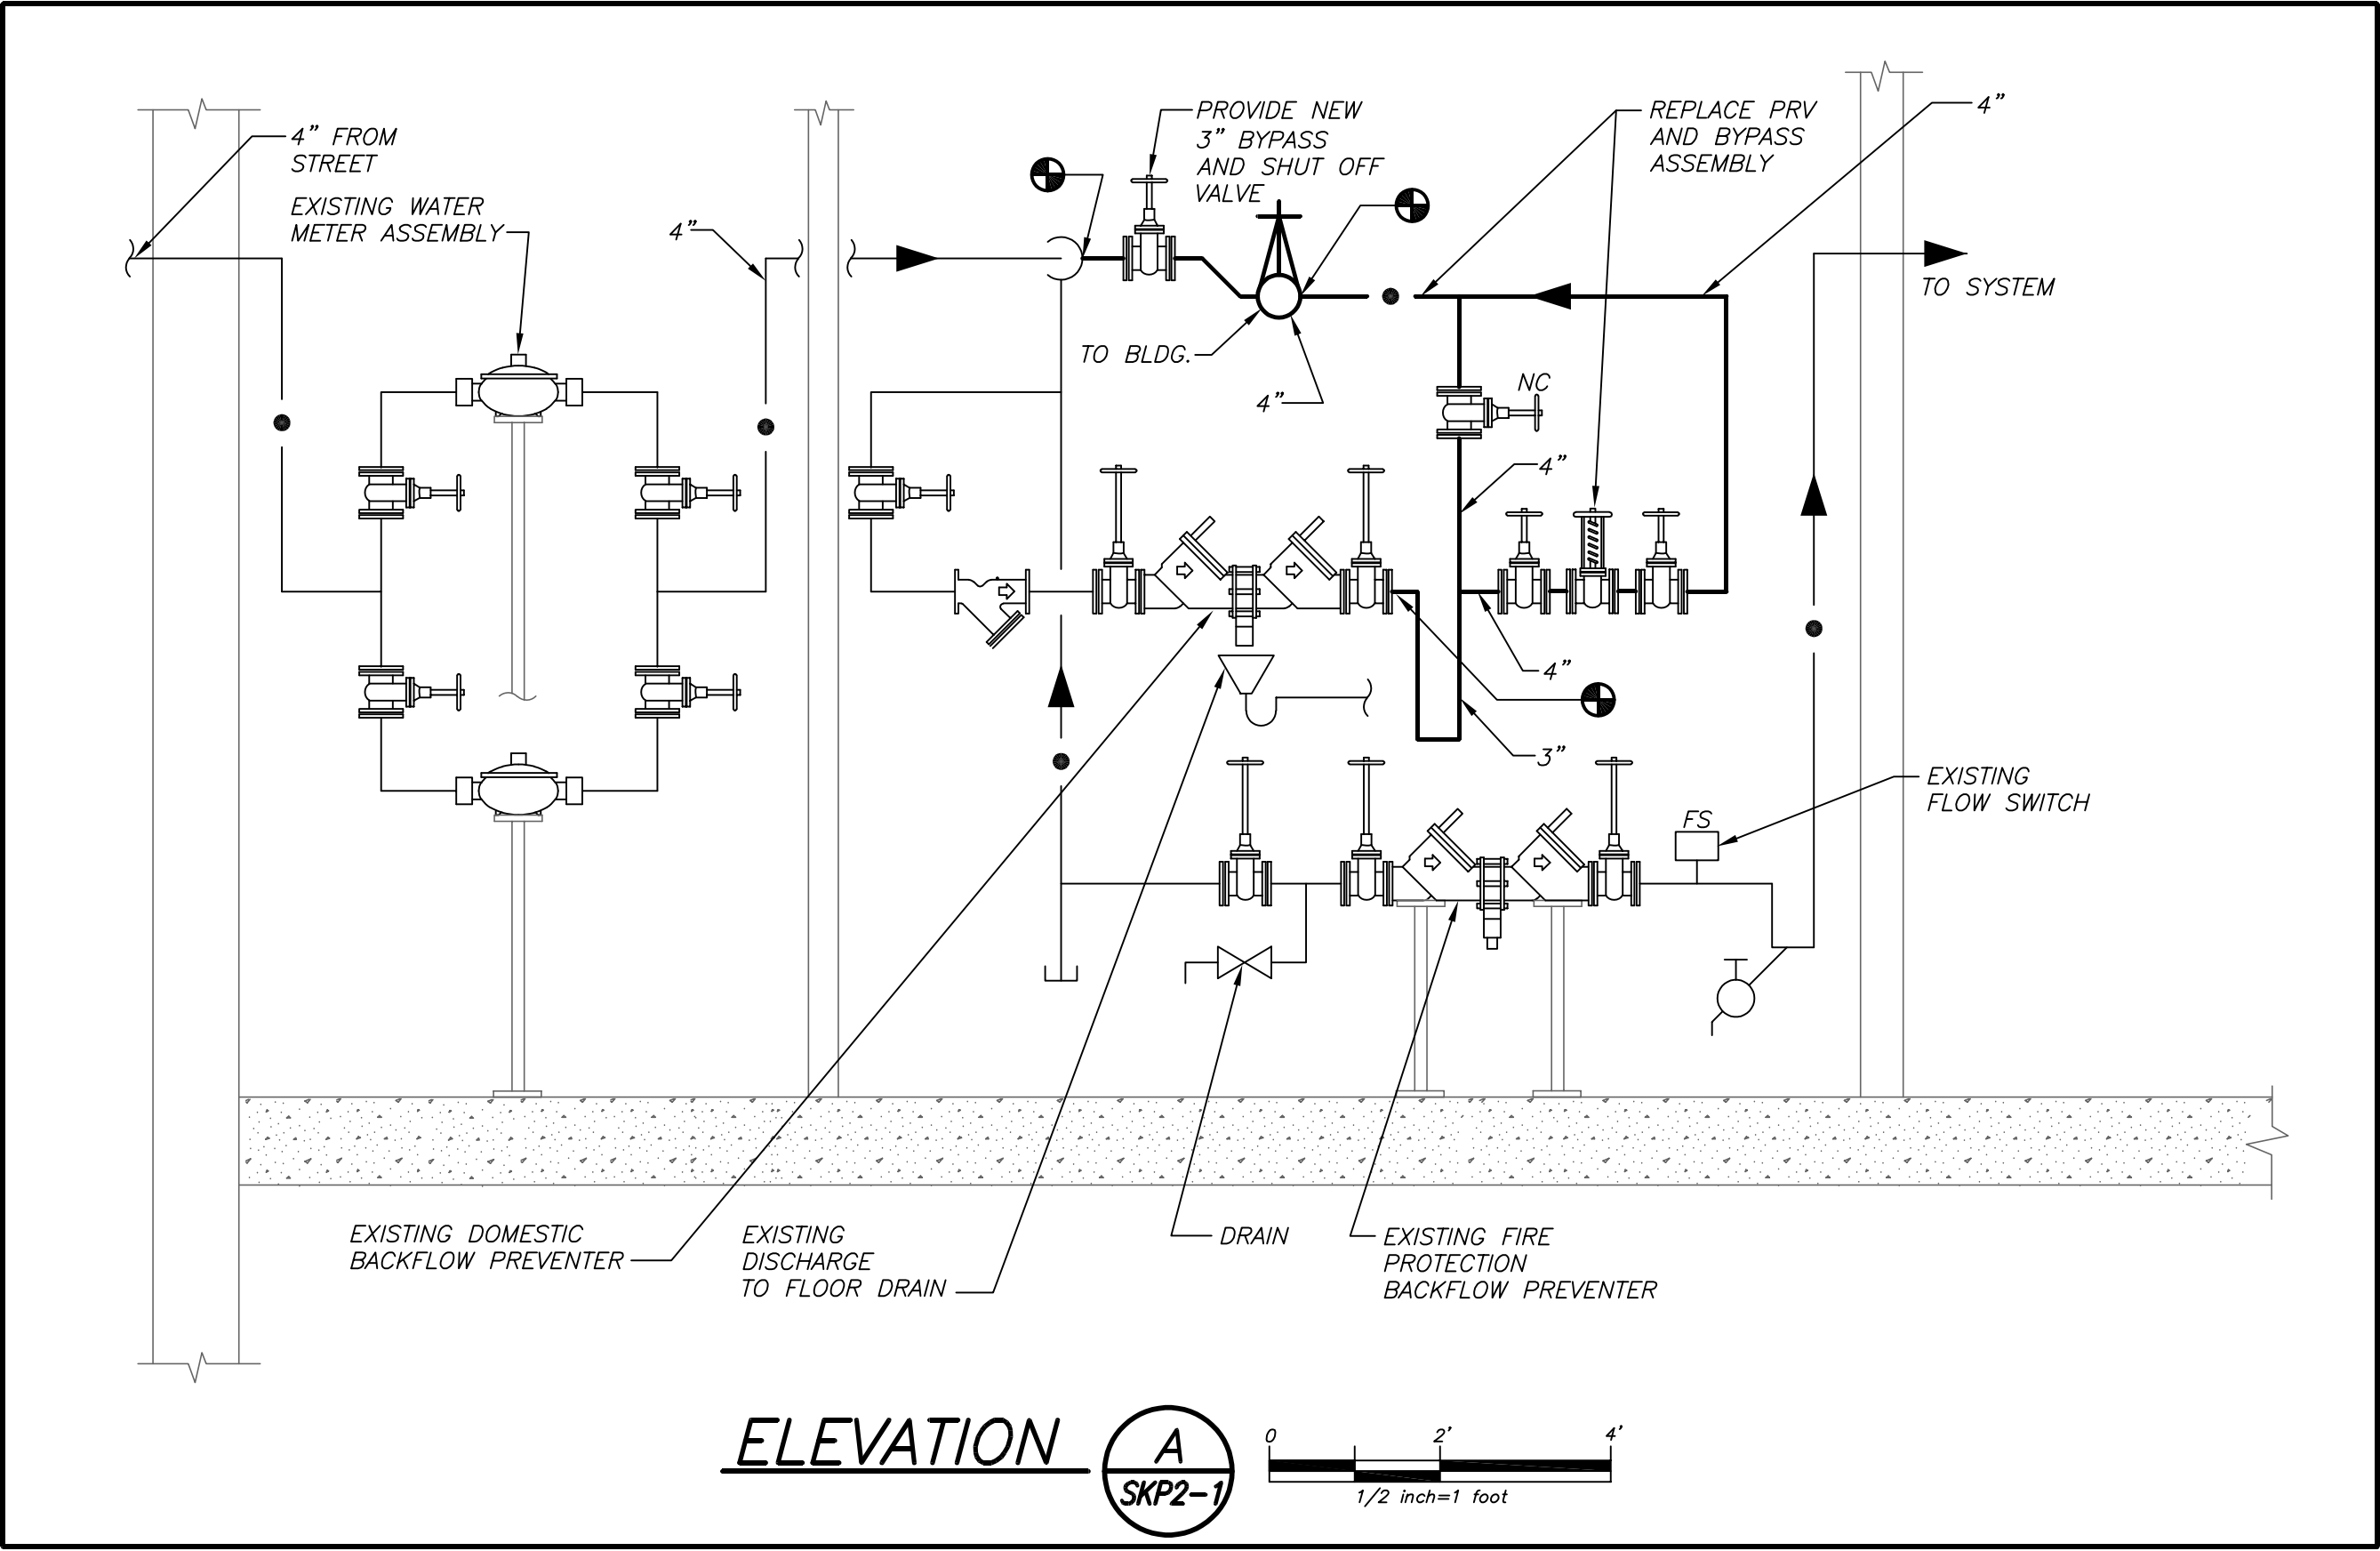 4" FROM
STREET
EXISTING WATER
METER ASSEMBLY
4"
PROVIDE NEW
3" BYPASS
AND SHUT OFF
VALVE
REPLACE PRV
AND BYPASS
ASSEMBLY
4"
TO SYSTEM
TO BLDG.
4"
NC
4"
4"
3"
FS
EXISTING
FLOW SWITCH
EXISTING DOMESTIC
BACKFLOW PREVENTER
EXISTING
DISCHARGE
TO FLOOR DRAIN
DRAIN
EXISTING FIRE
PROTECTION
BACKFLOW PREVENTER
ELEVATION
A
SKP2-1
0 2' 4'
1/2 inch=1 foot